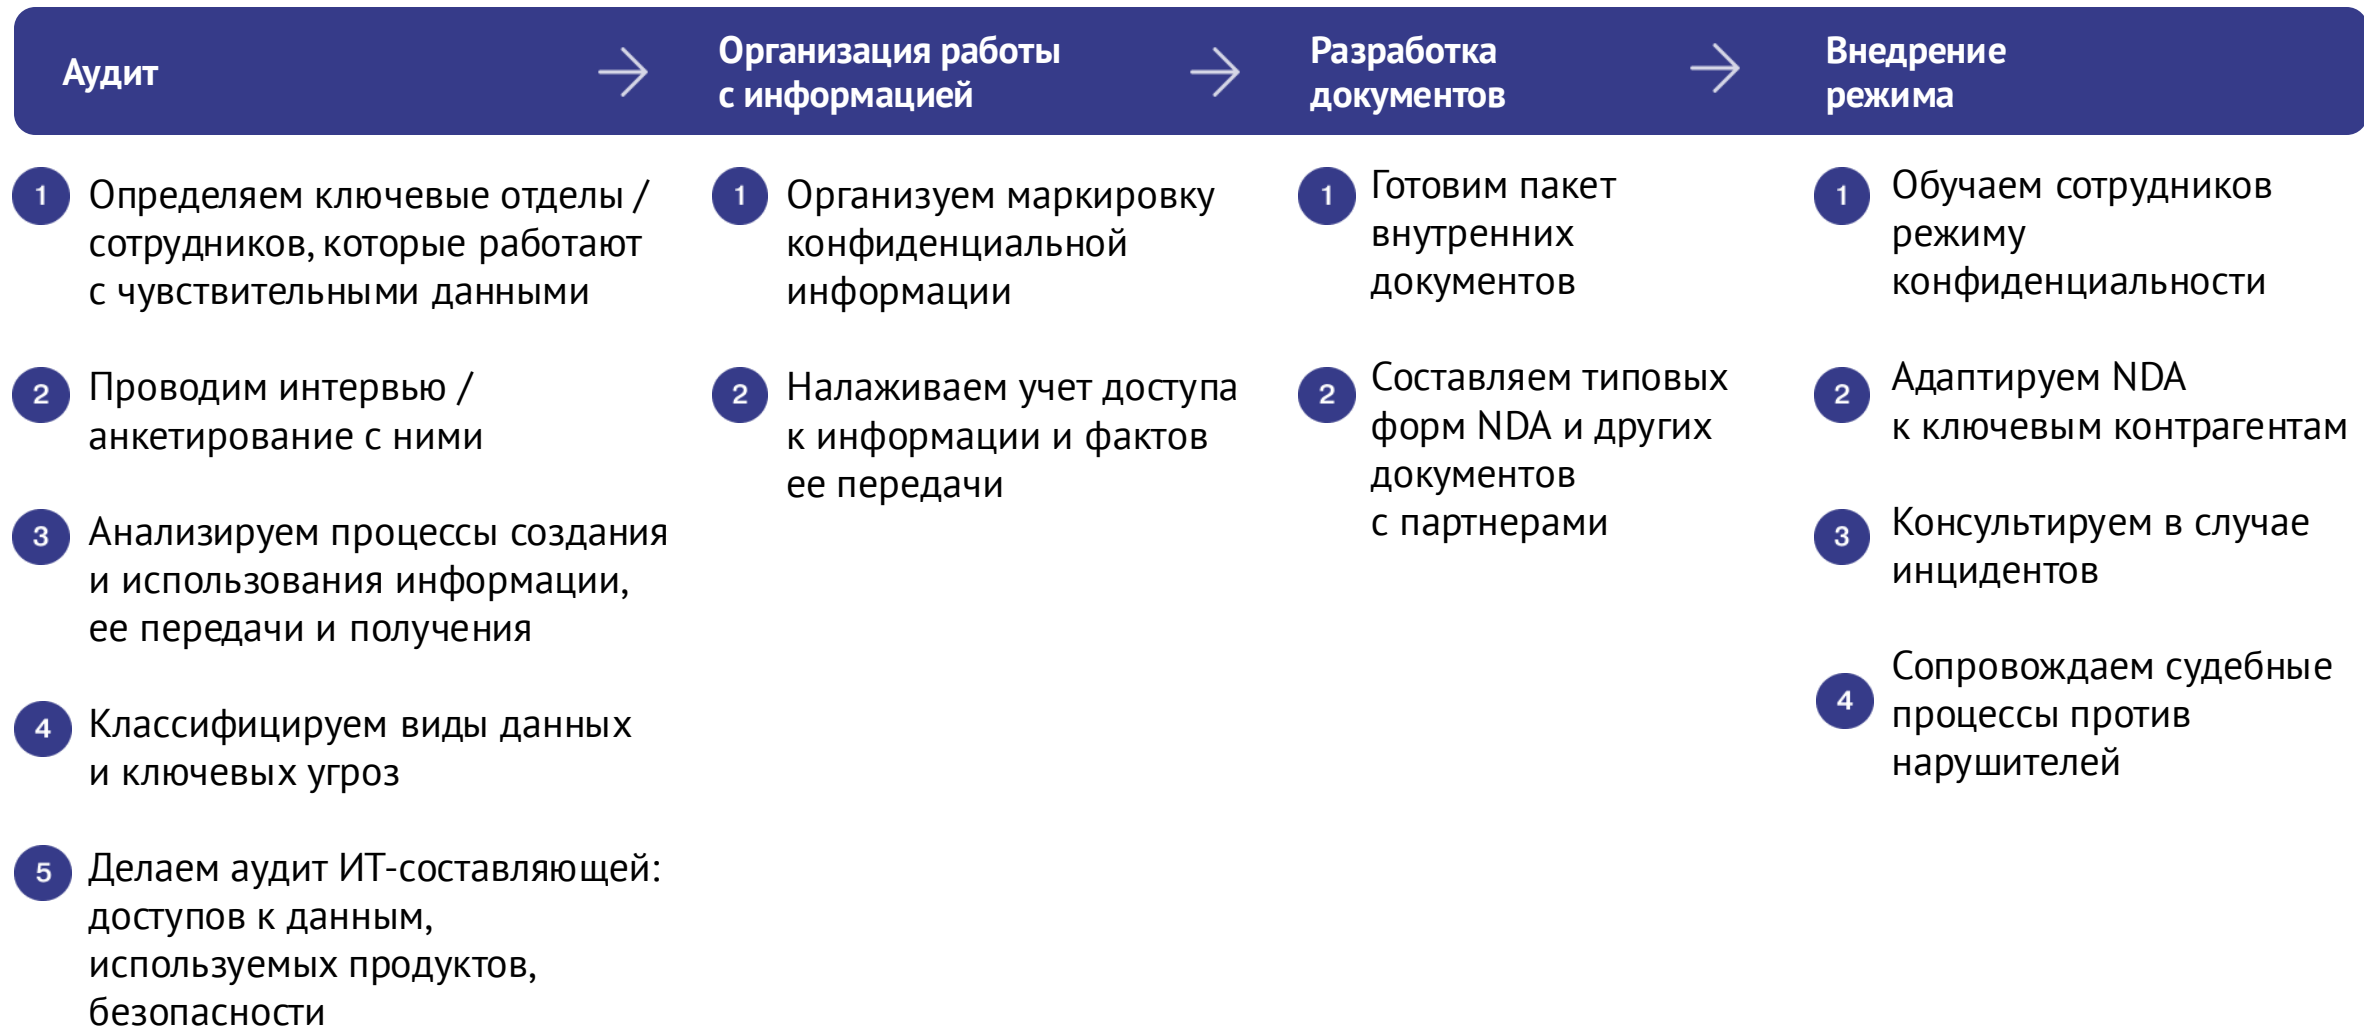 Аудит
Организация работы
с информацией
Разработка
документов
Внедрение
режима
1
Определяем ключевые отделы /
сотрудников, которые работают
с чувствительными данными
2
Проводим интервью /
анкетирование с ними
3
Анализируем процессы создания
и использования информации,
ее передачи и получения
4
Классифицируем виды данных
и ключевых угроз
5
Делаем аудит ИТ-составляющей:
доступов к данным,
используемых продуктов,
безопасности
1
Организуем маркировку
конфиденциальной
информации
2
Налаживаем учет доступа
к информации и фактов
ее передачи
1
Готовим пакет
внутренних
документов
2
Составляем типовых
форм NDA и других
документов
с партнерами
1
Обучаем сотрудников
режиму
конфиденциальности
2
Адаптируем NDA
к ключевым контрагентам
3
Консультируем в случае
инцидентов
4
Сопровождаем судебные
процессы против
нарушителей